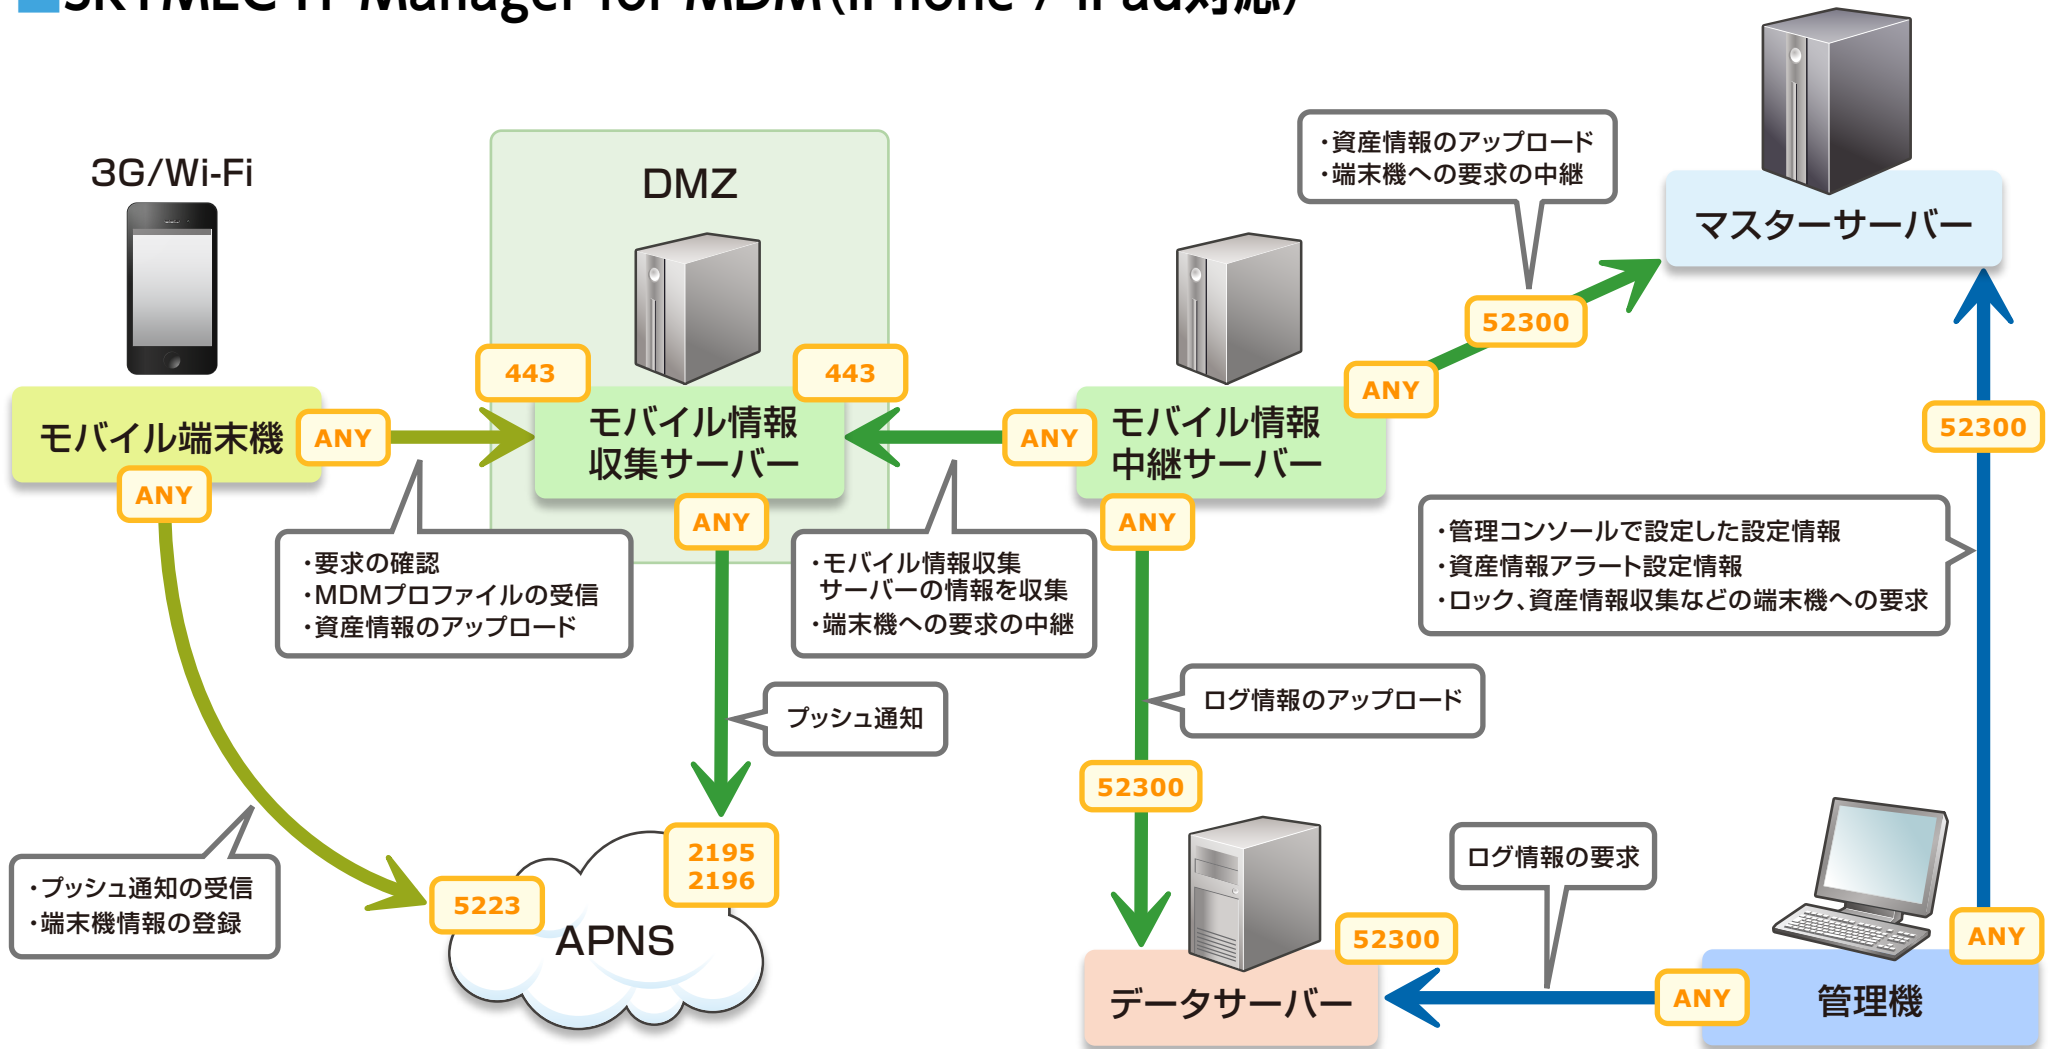 SKYMEC IT Manager for MDM(iPhone / iPad対応)
3G/Wi-Fi
モバイル端末機
ANY
ANY
DMZ
443
443
モバイル情報
収集サーバー
ANY
ANY
モバイル情報
中継サーバー
ANY
ANY
・資産情報のアップロード
・端末機への要求の中継
52300
マスターサーバー
52300
・要求の確認
・MDMプロファイルの受信
・資産情報のアップロード
・モバイル情報収集
サーバーの情報を収集
・端末機への要求の中継
・管理コンソールで設定した設定情報
・資産情報アラート設定情報
・ロック、資産情報収集などの端末機への要求
プッシュ通知
ログ情報のアップロード
52300
・プッシュ通知の受信
・端末機情報の登録
5223
2195
2196
APNS
データサーバー
52300
ログ情報の要求
ANY
ANY
管理機